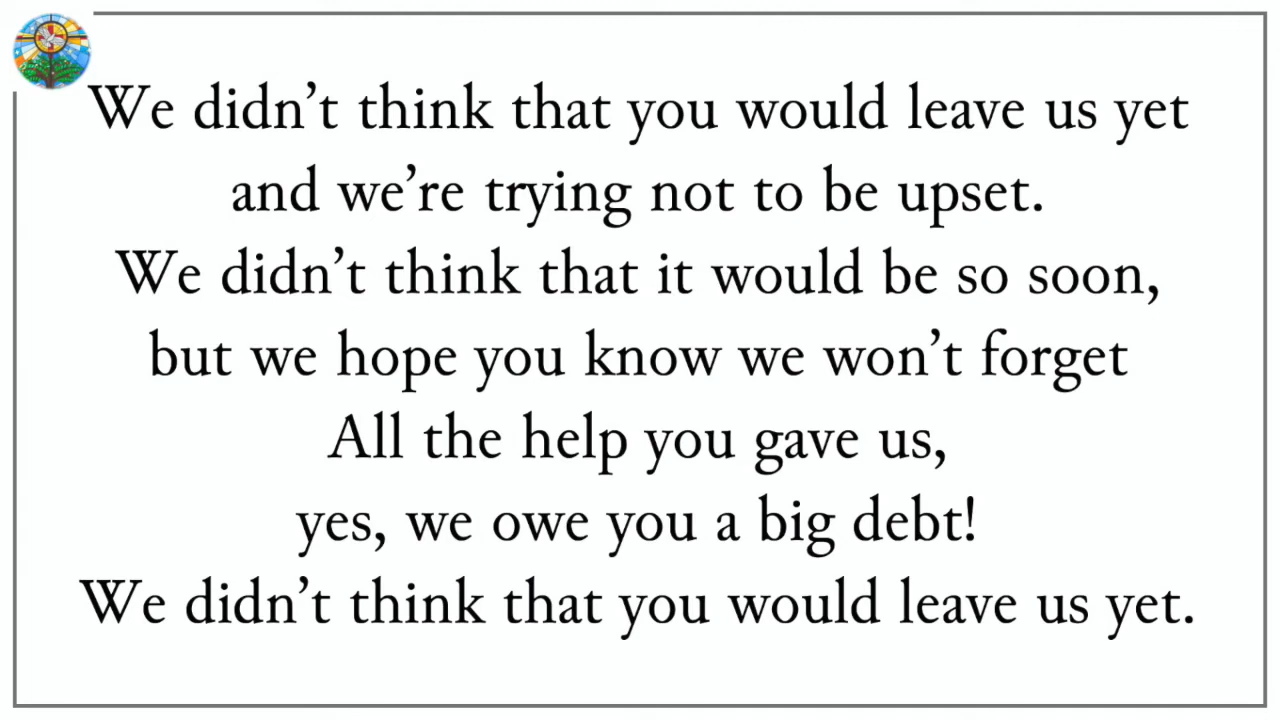 We didn’t think that you would leave us yet
and we’re trying not to be upset.
We didn’t think that it would be so soon,
but we hope you know we won’t forget
All the help you gave us,
yes, we owe you a big debt!
We didn’t think that you would leave us yet.